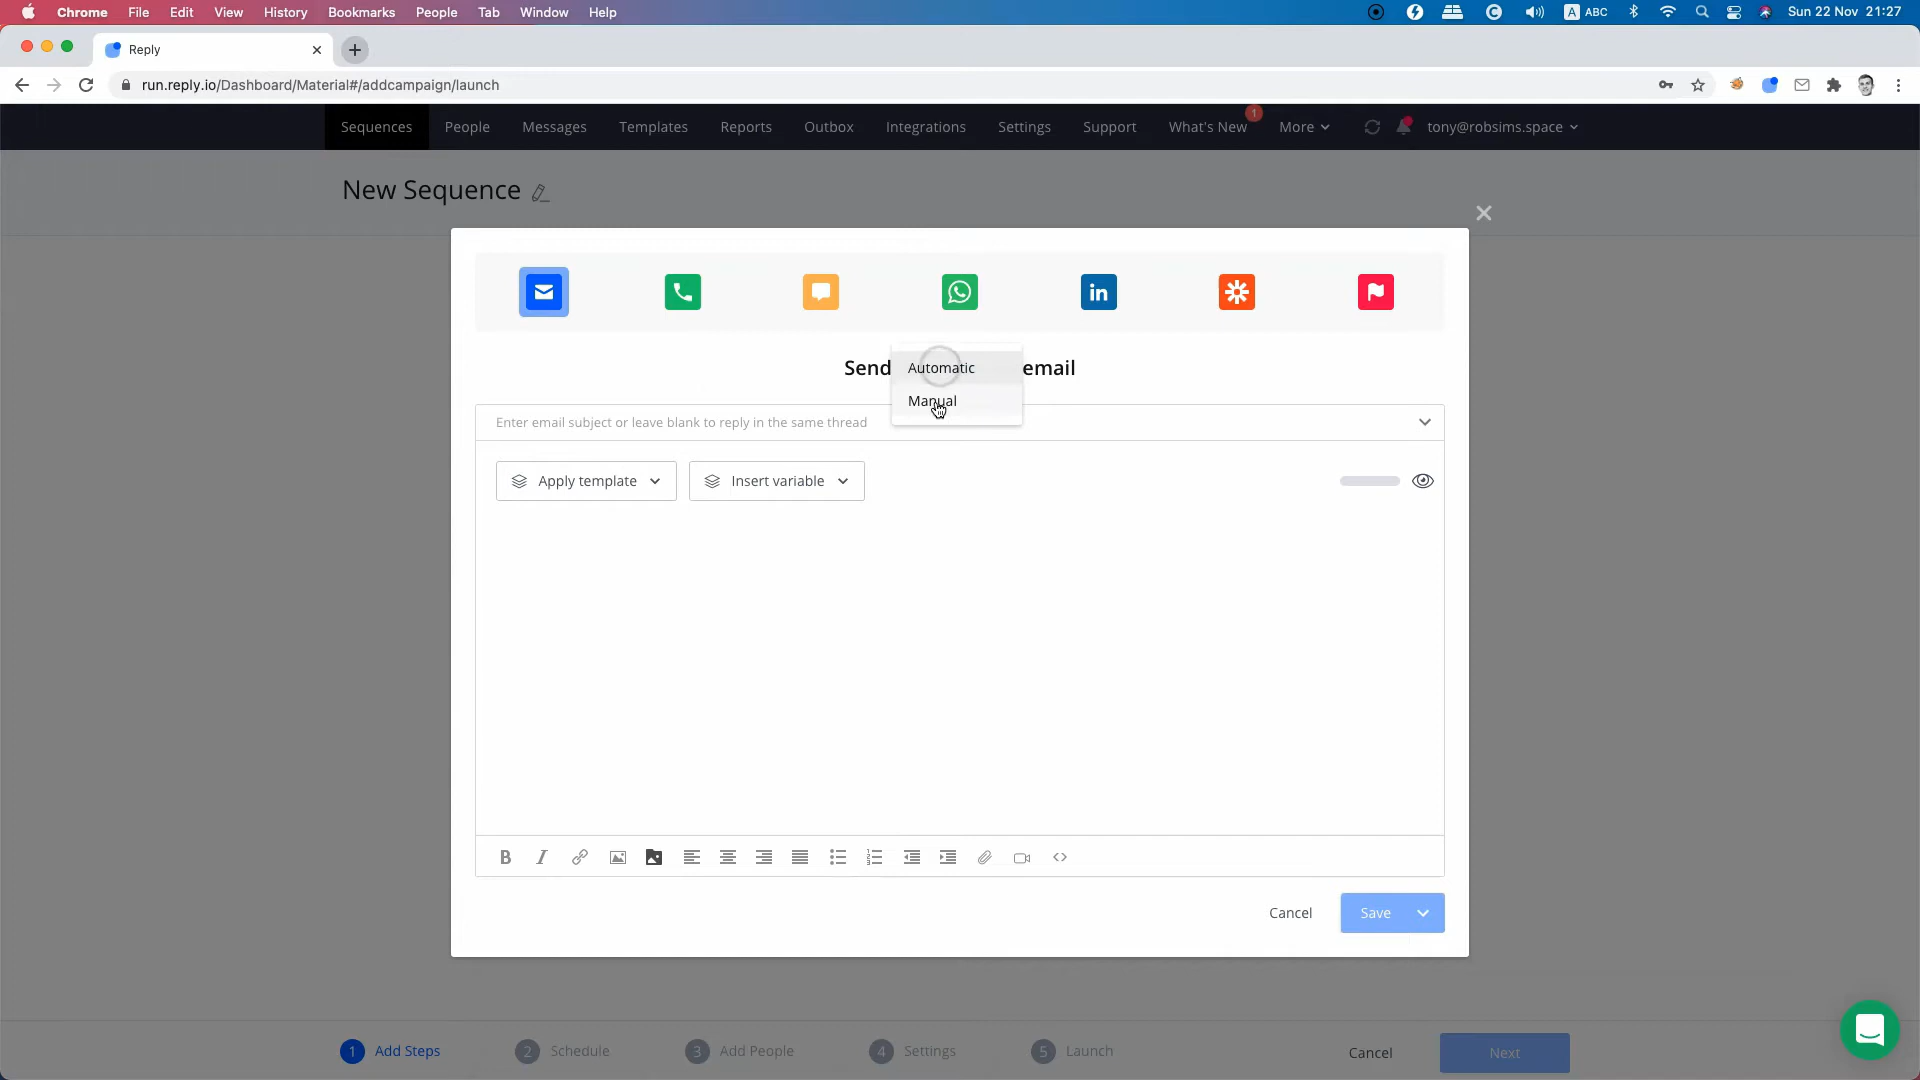 Chrome File Edit View History Bookmarks People Tab Window Help
A ABC Sun 22 Nov 21:27
Reply
run.reply.io/Dashboard/Material#/addcampaign/launch
Sequences People Messages Templates Reports Outbox Integrations Settings Support What's New 1 More tony@robsims.space
New Sequence
in
Send email
Automatic
Manual
Enter email subject or leave blank to reply in the same thread
Apply template Insert variable
B I
Cancel Save
1 Add Steps 2 Schedule 3 Add People 4 Settings 5 Launch Cancel Next